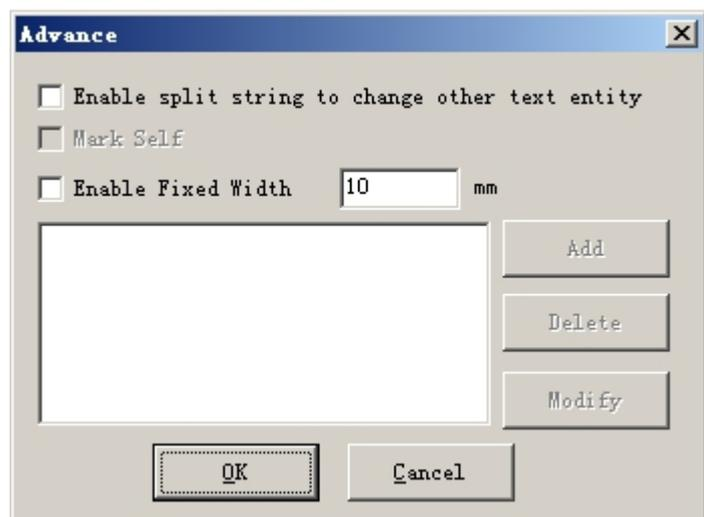 Advance
Enable split string to change other text entity
Mark Self
Enable Fixed Width 10 mm
Add
Delete
Modify
OK Cancel